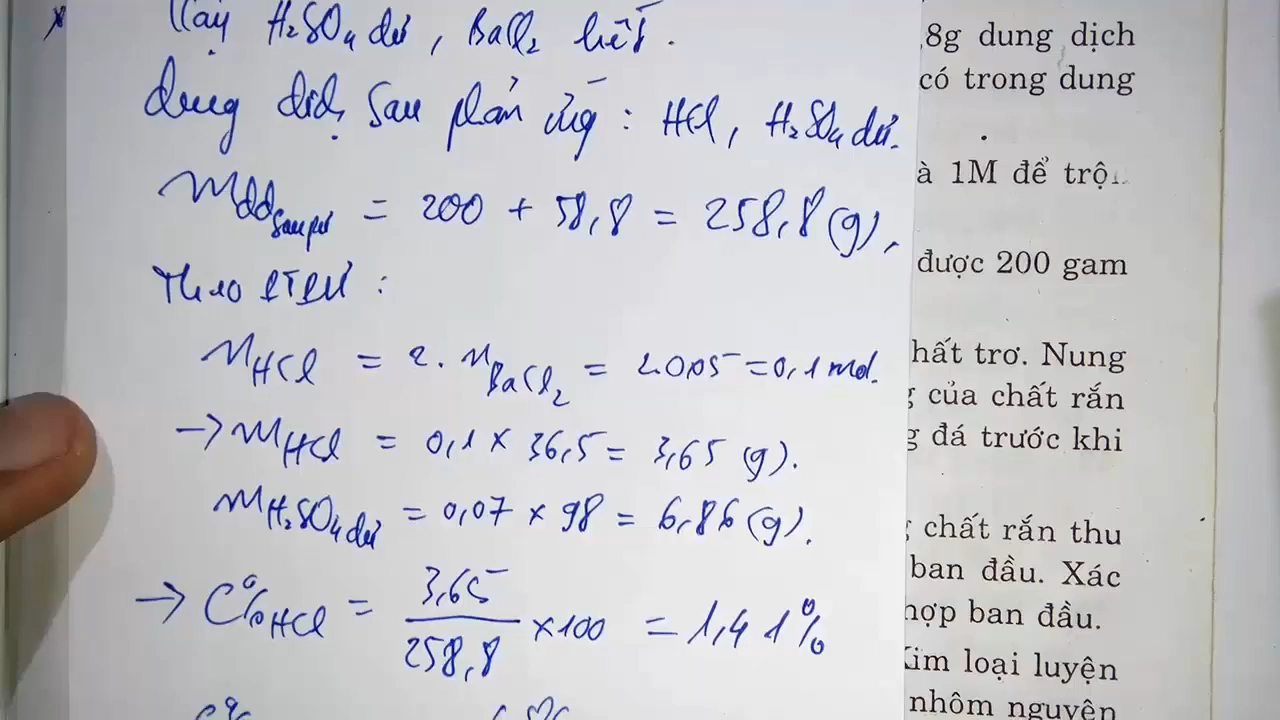 Vậy H₂SO₄ dư, BaCl₂ hết.
dung dịch sau phản ứng : HCl, H₂SO₄ dư.
mdd sau pư = 200 + 58,8 = 258,8 (g),
Theo PTPƯ :
nHCl = 2. nBaCl₂ = 2.0,05 = 0,1 mol.
→ mHCl = 0,1 × 36,5 = 3,65 (g).
mH₂SO₄ dư = 0,07 × 98 = 6,86 (g).
→ C%HCl = 3,65 / 258,8 × 100 = 1,41%
,8g dung dịch
có trong dung
à 1M để trộ
được 200 gam
hất trơ. Nung
g của chất rắn
g đá trước khi
g chất rắn thu
ban đầu. Xác
hợp ban đầu.
Kim loại luyện
nhôm nguyên